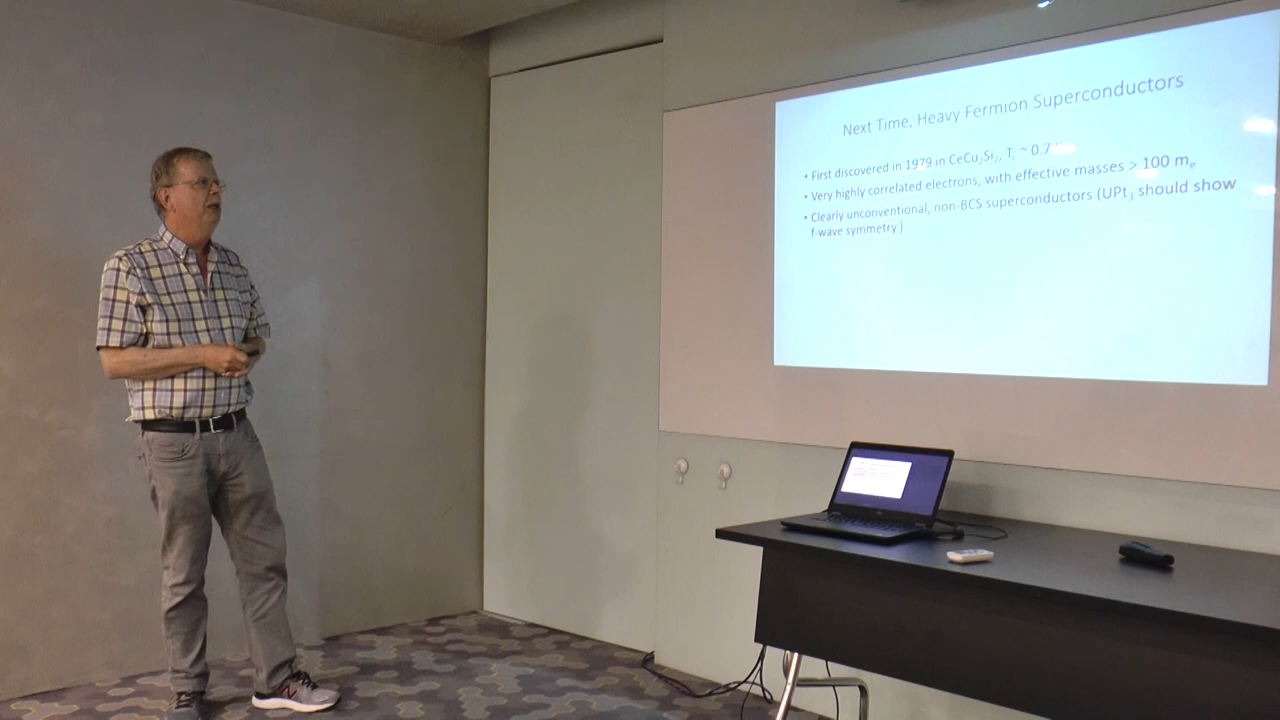 Next Time, Heavy Fermion Superconductors
• First discovered in 1979 in CeCu₂Si₂, T ~ 0.7
• Very highly correlated electrons, with effective masses > 100 mₑ
• Clearly unconventional, non-BCS superconductors (UPt₃ should show
f-wave symmetry)